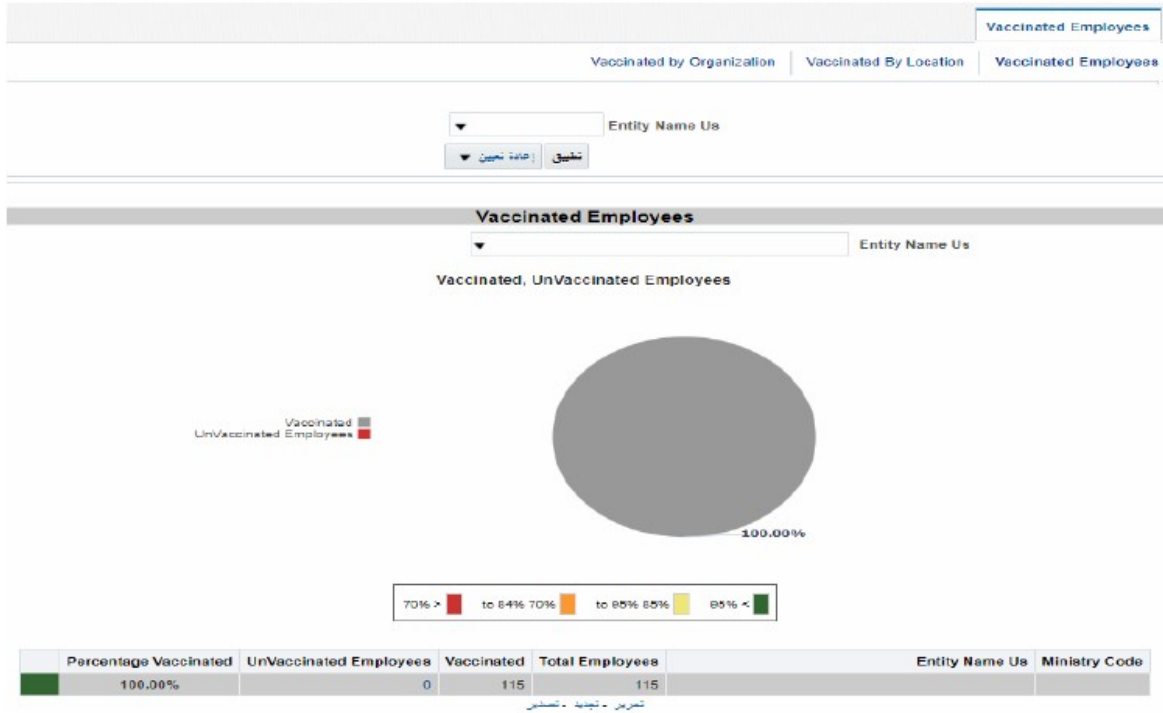 Vaccinated Employees
Vaccinated by Organization Vaccinated By Location Vaccinated Employees
Entity Name Us
تطبيق إعادة تعيين
Vaccinated Employees
Entity Name Us
Vaccinated, UnVaccinated Employees
Vaccinated
UnVaccinated Employees
100.00%
70% > to 84% 70% to 95% 85% 95% <
Percentage Vaccinated UnVaccinated Employees Vaccinated Total Employees Entity Name Us Ministry Code
100.00% 0 115 115
تحرير - تجديد - تصدير